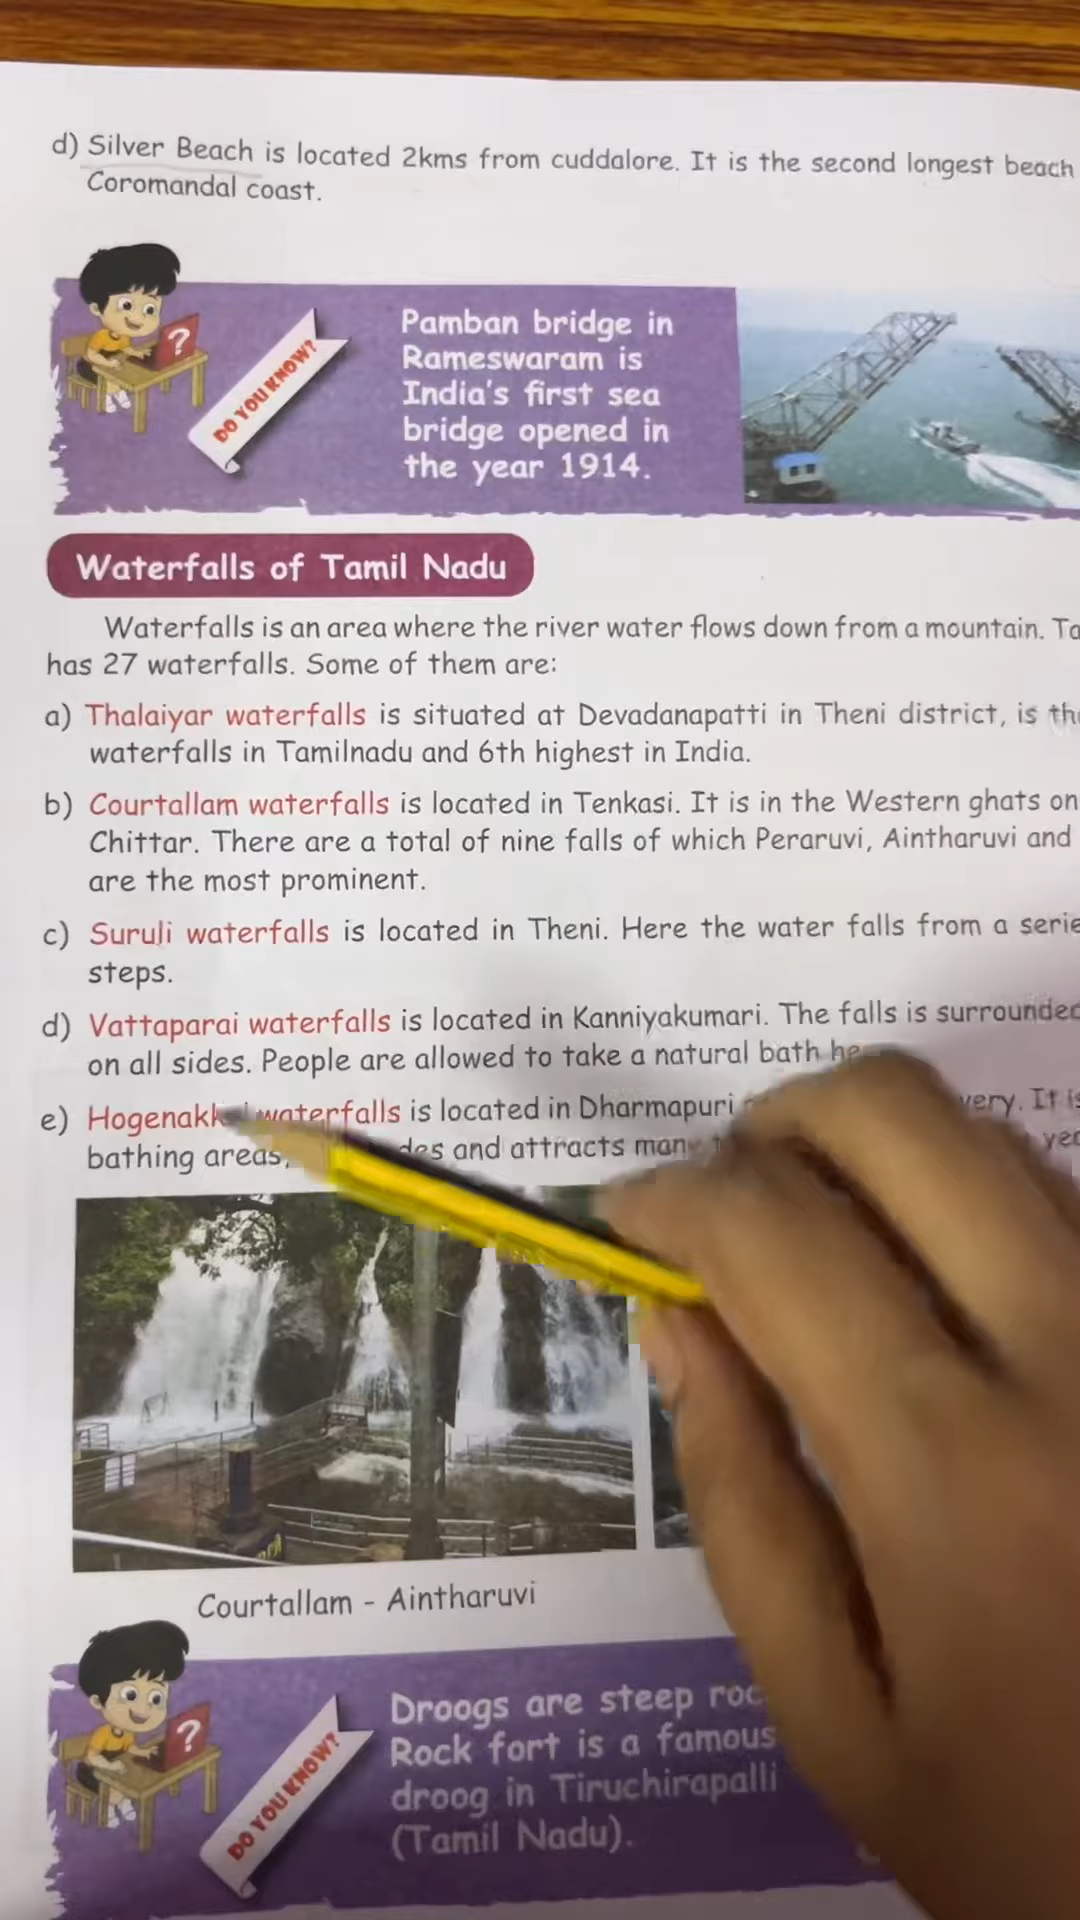 d) Silver Beach is located 2kms from cuddalore. It is the second longest beach
Coromandal coast.
?
DO YOU KNOW?
Pamban bridge in
Rameswaram is
India's first sea
bridge opened in
the year 1914.
Waterfalls of Tamil Nadu
Waterfalls is an area where the river water flows down from a mountain.
has 27 waterfalls. Some of them are:
a) Thalaiyar waterfalls is situated at Devadanapatti in Theni district, is
waterfalls in Tamilnadu and 6th highest in India.
b) Courtallam waterfalls is located in Tenkasi. It is in the Western ghats on
Chittar. There are a total of nine falls of which Peraruvi, Aintharuvi and
are the most prominent.
c) Suruli waterfalls is located in Theni. Here the water falls from a
steps.
d) Vattaparai waterfalls is located in Kanniyakumari. The falls is surrounded
on all sides. People are allowed to take a natural bath
e) waterfalls is located in Dharmapuri It is
bathing areas, and attracts many
Courtallam - Aintharuvi
?
DO YOU KNOW?
Droogs are steep
Rock fort is a famous
droog in Tiruchirapalli
(Tamil Nadu).